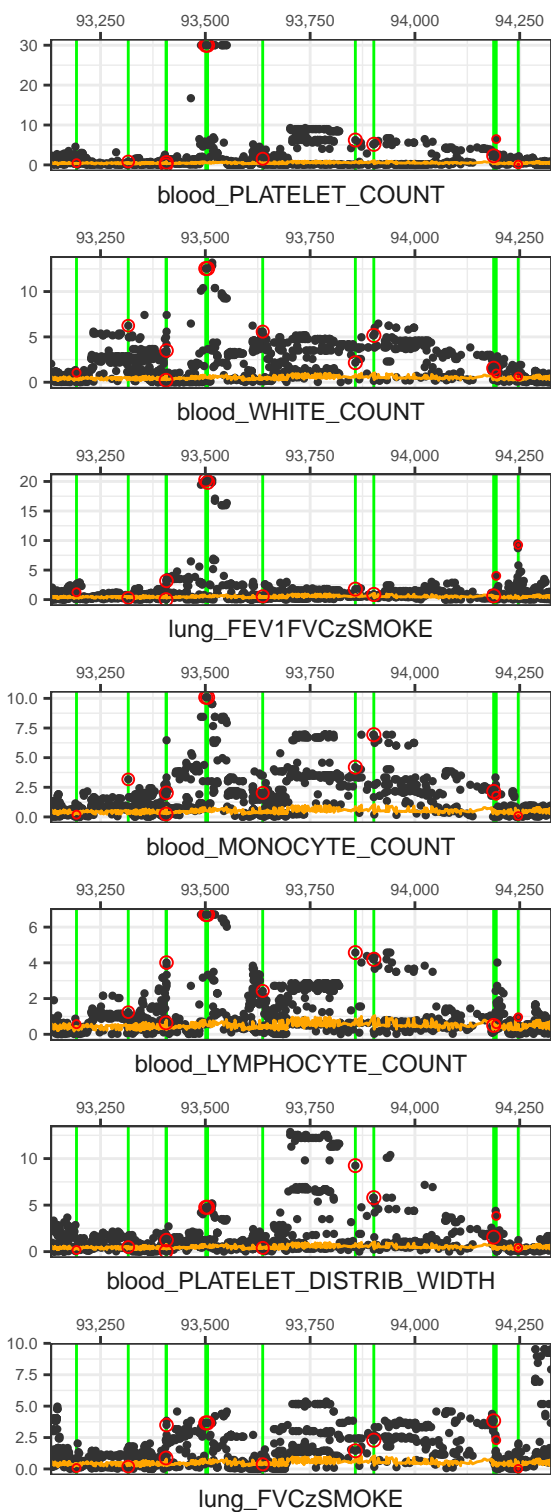 93,250 93,500 93,750 94,000 94,250
30
20
10
0
blood_PLATELET_COUNT
93,250 93,500 93,750 94,000 94,250
10
5
0
blood_WHITE_COUNT
93,250 93,500 93,750 94,000 94,250
20
15
10
5
0
lung_FEV1FVCzSMOKE
93,250 93,500 93,750 94,000 94,250
10.0
7.5
5.0
2.5
0.0
blood_MONOCYTE_COUNT
93,250 93,500 93,750 94,000 94,250
6
4
2
0
blood_LYMPHOCYTE_COUNT
93,250 93,500 93,750 94,000 94,250
10
5
0
blood_PLATELET_DISTRIB_WIDTH
93,250 93,500 93,750 94,000 94,250
10.0
7.5
5.0
2.5
0.0
lung_FVCzSMOKE